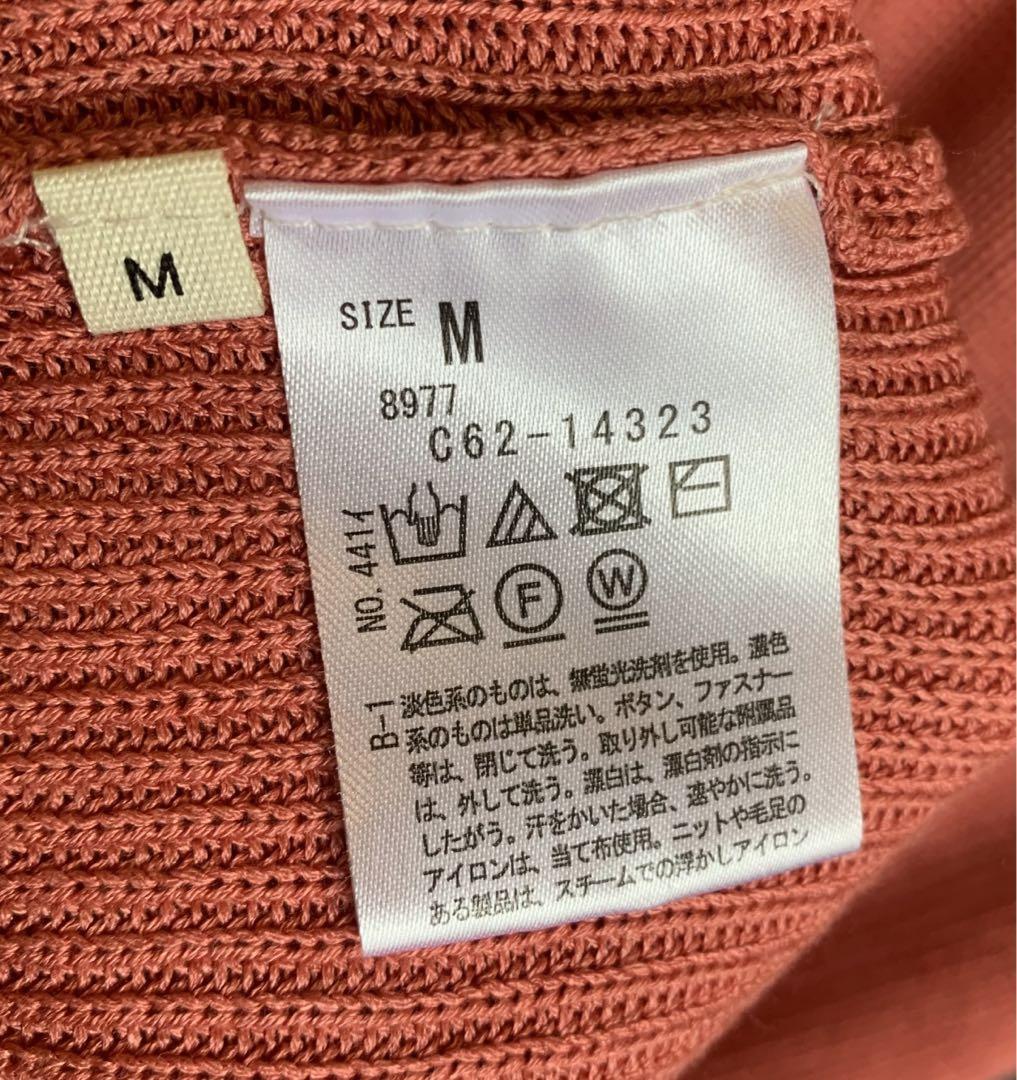 M
SIZE M
8977
C62-14323
NO.441イ
F
W
B-1
淡色系のものは、無蛍光洗剤を使用。濃色
系のものは単品洗い。ボタン、ファスナー
等は、閉じて洗う。取り外し可能な附属品
は、外して洗う。漂白は、漂白剤の指示に
したがう。汗をかいた場合、速やかに洗う。
アイロンは、当て布使用。ニットや毛足の
ある製品は、スチームでの浮かしアイロン